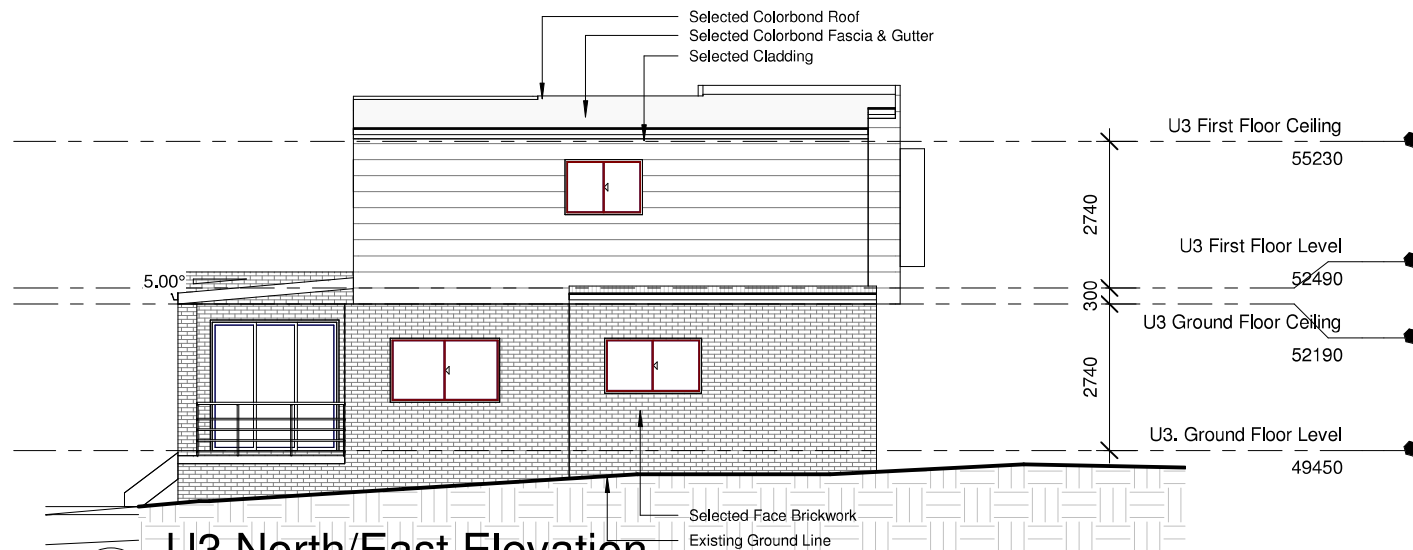 Selected Colorbond Roof
Selected Colorbond Fascia & Gutter
Selected Cladding
U3 First Floor Ceiling
55230
2740
U3 First Floor Level
52490
5.00°
300
U3 Ground Floor Ceiling
52190
2740
U3. Ground Floor Level
49450
Selected Face Brickwork
Existing Ground Line
U3 North/East Elevation